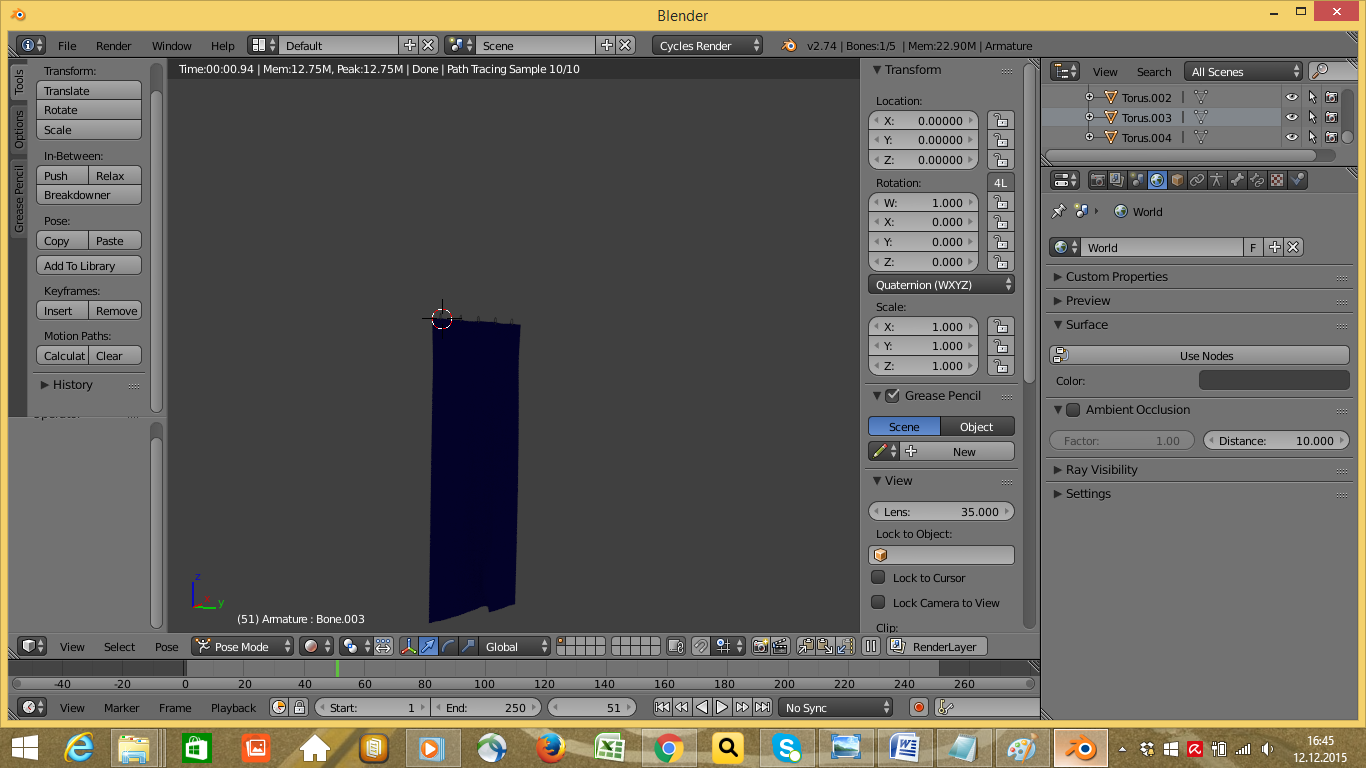 Blender
File Render Window Help Default Scene Cycles Render v2.74 | Bones:1/5 | Mem:22.90M | Armature
Time:00:00.94 | Mem:12.75M, Peak:12.75M | Done | Path Tracing Sample 10/10
Tools
Options
Grease Pencil
Transform:
Translate
Rotate
Scale
In-Between:
Push Relax
Breakdowner
Pose:
Copy Paste
Add To Library
Keyframes:
Insert Remove
Motion Paths:
Calculat Clear
History
z
y
(51) Armature : Bone.003
Transform
Location:
X: 0.00000
Y: 0.00000
Z: 0.00000
Rotation: 4L
W: 1.000
X: 0.000
Y: 0.000
Z: 0.000
Quaternion (WXYZ)
Scale:
X: 1.000
Y: 1.000
Z: 1.000
Grease Pencil
Scene Object
New
View
Lens: 35.000
Lock to Object:
Lock to Cursor
Lock Camera to View
Clip:
View Search All Scenes
Torus.002
Torus.003
Torus.004
World
World F
Custom Properties
Preview
Surface
Use Nodes
Color:
Ambient Occlusion
Factor: 1.00 Distance: 10.000
Ray Visibility
Settings
View Select Pose Pose Mode Global RenderLayer
-40 -20 0 20 40 60 80 100 120 140 160 180 200 220 240 260
View Marker Frame Playback Start: 1 End: 250 51 No Sync
16:45
12.12.2015